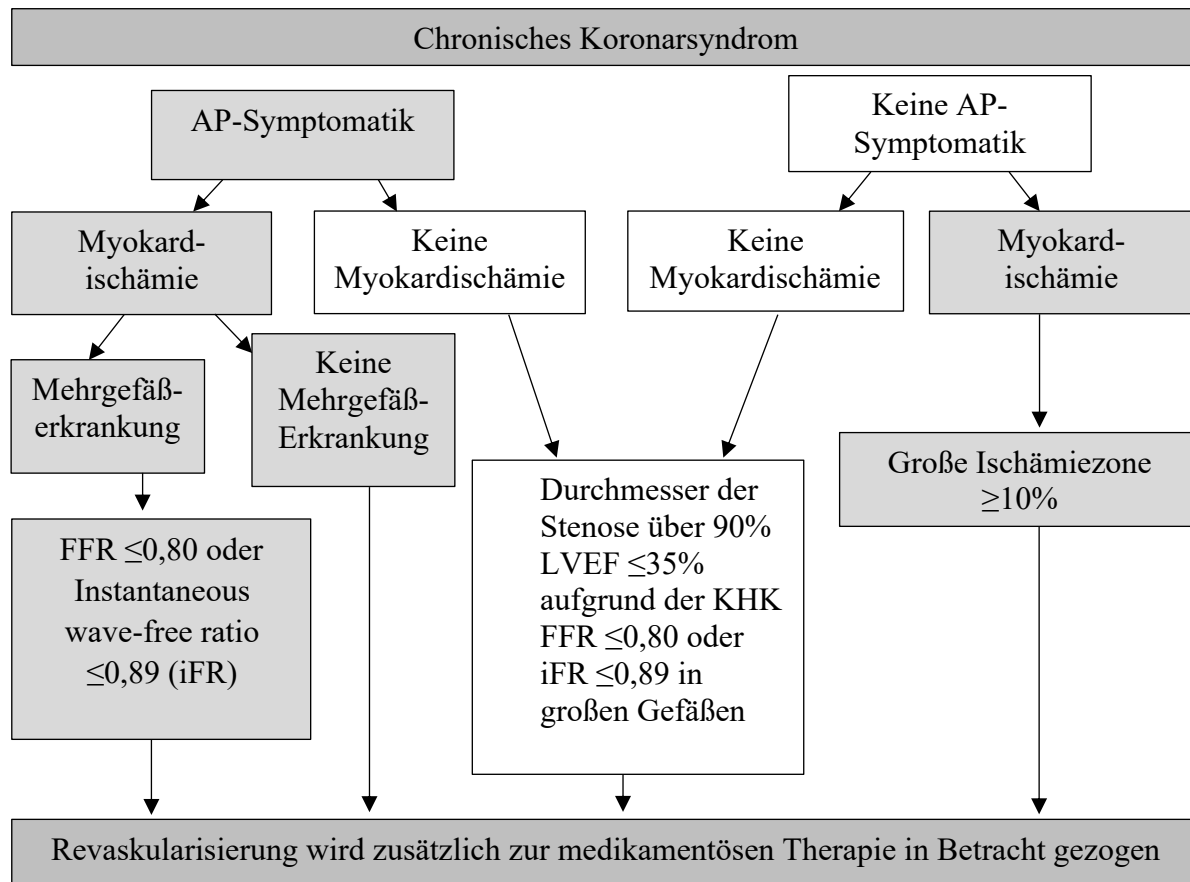 Chronisches Koronarsyndrom
AP-Symptomatik
Keine AP-
Symptomatik
Myokard-
ischämie
Keine
Myokardischämie
Keine
Myokardischämie
Myokard-
ischämie
Mehrgefäß-
erkrankung
Keine
Mehrgefäß-
Erkrankung
FFR ≤0,80 oder
Instantaneous
wave-free ratio
≤0,89 (iFR)
Durchmesser der
Stenose über 90%
LVEF ≤35%
aufgrund der KHK
FFR ≤0,80 oder
iFR ≤0,89 in
großen Gefäßen
Große Ischämiezone
≥10%
Revaskularisierung wird zusätzlich zur medikamentösen Therapie in Betracht gezogen